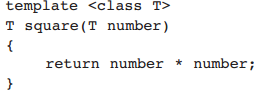 template <class T>
T square(T number)
{
    return number * number;
}